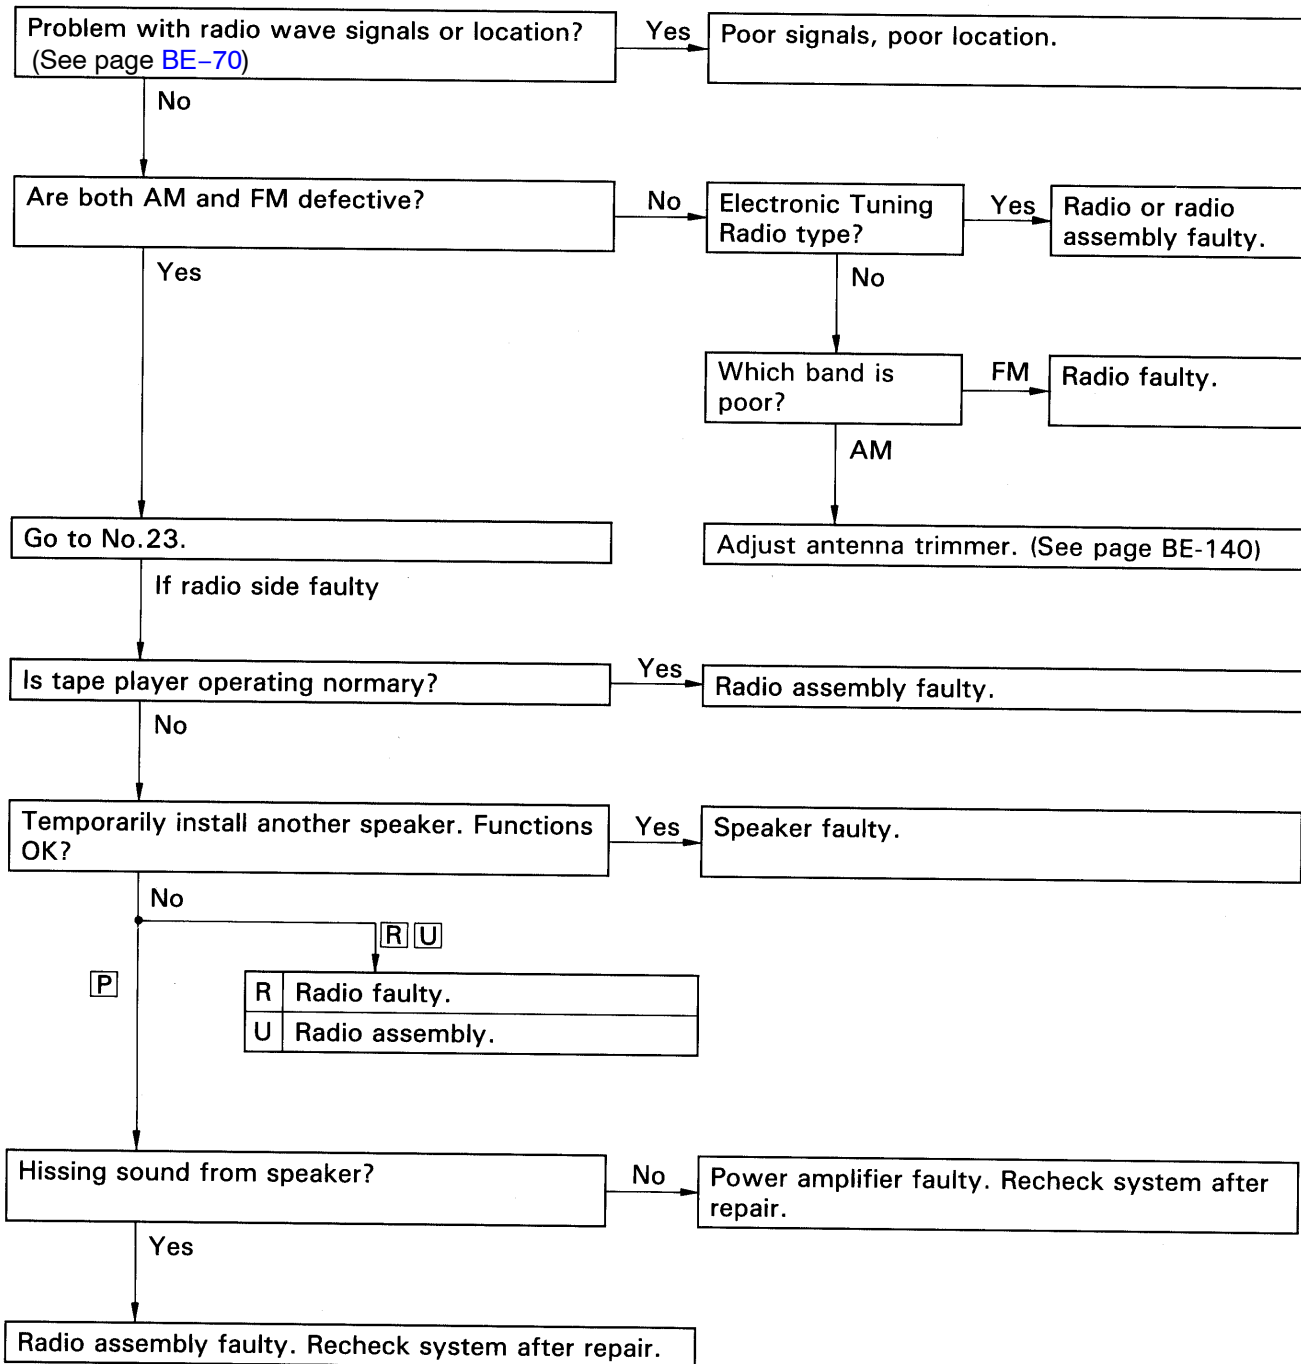 Problem with radio wave signals or location?
(See page BE–70)
Yes
Poor signals, poor location.
No
Are both AM and FM defective?
No
Electronic Tuning
Radio type?
Yes
Radio or radio
assembly faulty.
Yes
No
Which band is
poor?
FM
Radio faulty.
AM
Go to No.23.
Adjust antenna trimmer. (See page BE-140)
If radio side faulty
Is tape player operating normary?
Yes
Radio assembly faulty.
No
Temporarily install another speaker. Functions
OK?
Yes
Speaker faulty.
No
R U
P
R Radio faulty.
U Radio assembly.
Hissing sound from speaker?
No
Power amplifier faulty. Recheck system after
repair.
Yes
Radio assembly faulty. Recheck system after repair.